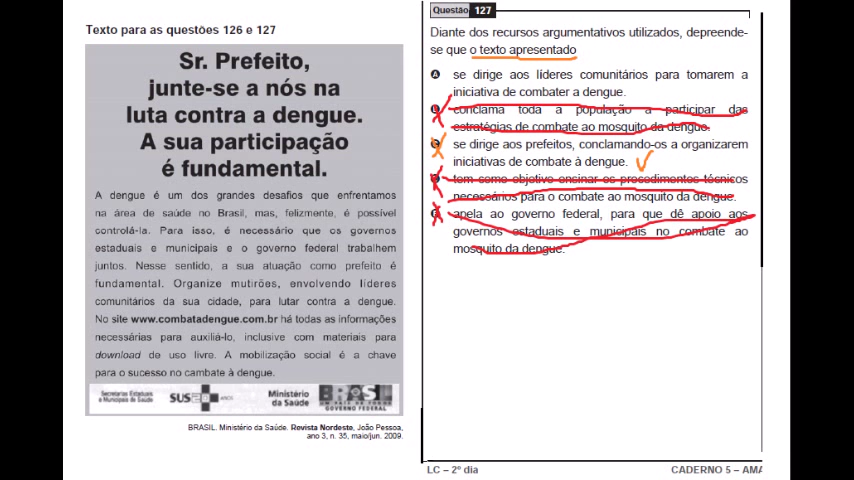 Texto para as questões 126 e 127
Sr. Prefeito,
junte-se a nós na
luta contra a dengue.
A sua participação
é fundamental.
A dengue é um dos grandes desafios que enfrentamos
na área de saúde no Brasil, mas, felizmente, é possível
controlá-la. Para isso, é necessário que os governos
estaduais e municipais e o governo federal trabalhem
juntos. Nesse sentido, a sua atuação como prefeito é
fundamental. Organize mutirões, envolvendo líderes
comunitários da sua cidade, para lutar contra a dengue.
No site www.combatadengue.com.br há todas as informações
necessárias para auxiliá-lo, inclusive com materiais para
download de uso livre. A mobilização social é a chave
para o sucesso no cambate à dengue.
Secretarias Estaduais
e Municipais de Saúde
SUS 20 ANOS
Ministério
da Saúde
BRASIL
UM PAÍS DE TODOS
GOVERNO FEDERAL
BRASIL. Ministério da Saúde. Revista Nordeste, João Pessoa,
ano 3, n. 35, maio/jun. 2009.
Questão 127
Diante dos recursos argumentativos utilizados, depreende-
se que o texto apresentado
A se dirige aos líderes comunitários para tomarem a
iniciativa de combater a dengue.
conclama toda a população a participar das
estratégias de combate ao mosquito da dengue.
se dirige aos prefeitos, conclamando-os a organizarem
iniciativas de combate à dengue.
tem como objetivo ensinar os procedimentos técnicos
necessários para o combate ao mosquito da dengue.
apela ao governo federal, para que dê apoio aos
governos estaduais e municipais no combate ao
mosquito da dengue.
LC – 2º dia
CADERNO 5 – AMA